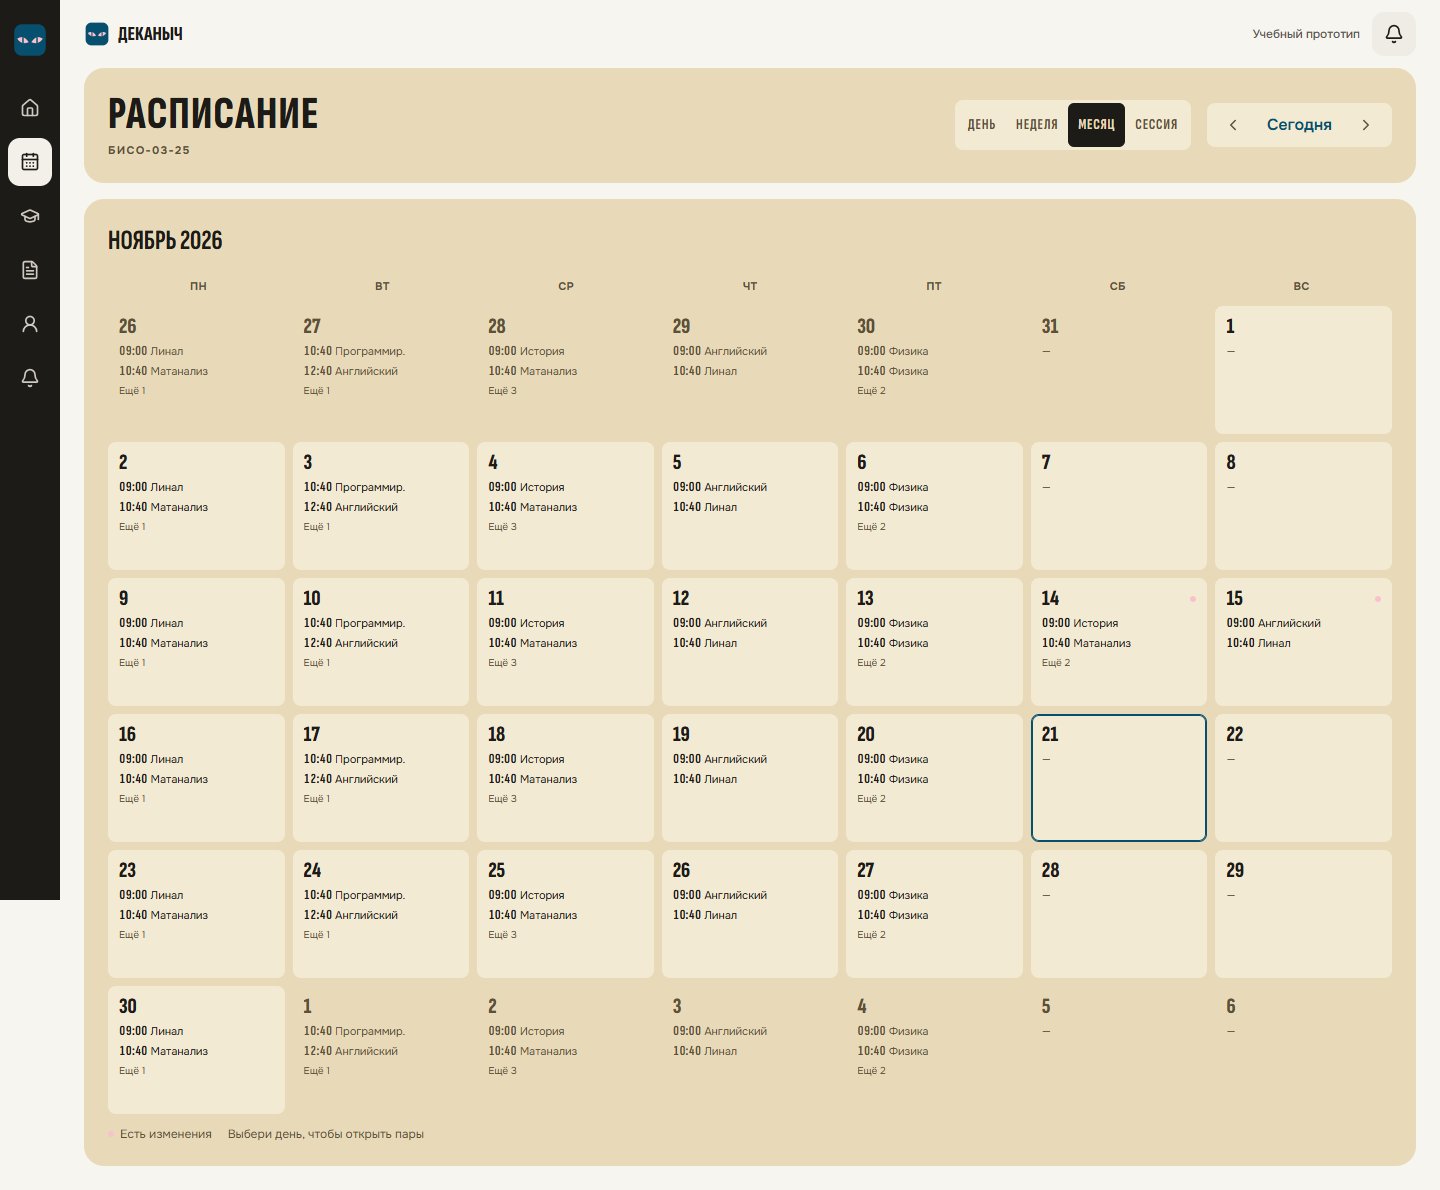 ДЕКАНЫЧ
Учебный прототип
РАСПИСАНИЕ
БИСО-03-25
ДЕНЬ НЕДЕЛЯ МЕСЯЦ СЕССИЯ
Сегодня
НОЯБРЬ 2026
ПН ВТ СР ЧТ ПТ СБ ВС
26 27 28 29 30 31 1
09:00 Линал 10:40 Программир. 09:00 История 09:00 Английский 09:00 Физика — —
10:40 Матанализ 12:40 Английский 10:40 Матанализ 10:40 Линал 10:40 Физика
Ещё 1 Ещё 1 Ещё 3 Ещё 2
2 3 4 5 6 7 8
09:00 Линал 10:40 Программир. 09:00 История 09:00 Английский 09:00 Физика — —
10:40 Матанализ 12:40 Английский 10:40 Матанализ 10:40 Линал 10:40 Физика
Ещё 1 Ещё 1 Ещё 3 Ещё 2
9 10 11 12 13 14 15
09:00 Линал 10:40 Программир. 09:00 История 09:00 Английский 09:00 Физика 09:00 История 09:00 Английский
10:40 Матанализ 12:40 Английский 10:40 Матанализ 10:40 Линал 10:40 Физика 10:40 Матанализ 10:40 Линал
Ещё 1 Ещё 1 Ещё 3 Ещё 2 Ещё 2
16 17 18 19 20 21 22
09:00 Линал 10:40 Программир. 09:00 История 09:00 Английский 09:00 Физика — —
10:40 Матанализ 12:40 Английский 10:40 Матанализ 10:40 Линал 10:40 Физика
Ещё 1 Ещё 1 Ещё 3 Ещё 2
23 24 25 26 27 28 29
09:00 Линал 10:40 Программир. 09:00 История 09:00 Английский 09:00 Физика — —
10:40 Матанализ 12:40 Английский 10:40 Матанализ 10:40 Линал 10:40 Физика
Ещё 1 Ещё 1 Ещё 3 Ещё 2
30 1 2 3 4 5 6
09:00 Линал 10:40 Программир. 09:00 История 09:00 Английский 09:00 Физика — —
10:40 Матанализ 12:40 Английский 10:40 Матанализ 10:40 Линал 10:40 Физика
Ещё 1 Ещё 1 Ещё 3 Ещё 2
Есть изменения Выбери день, чтобы открыть пары